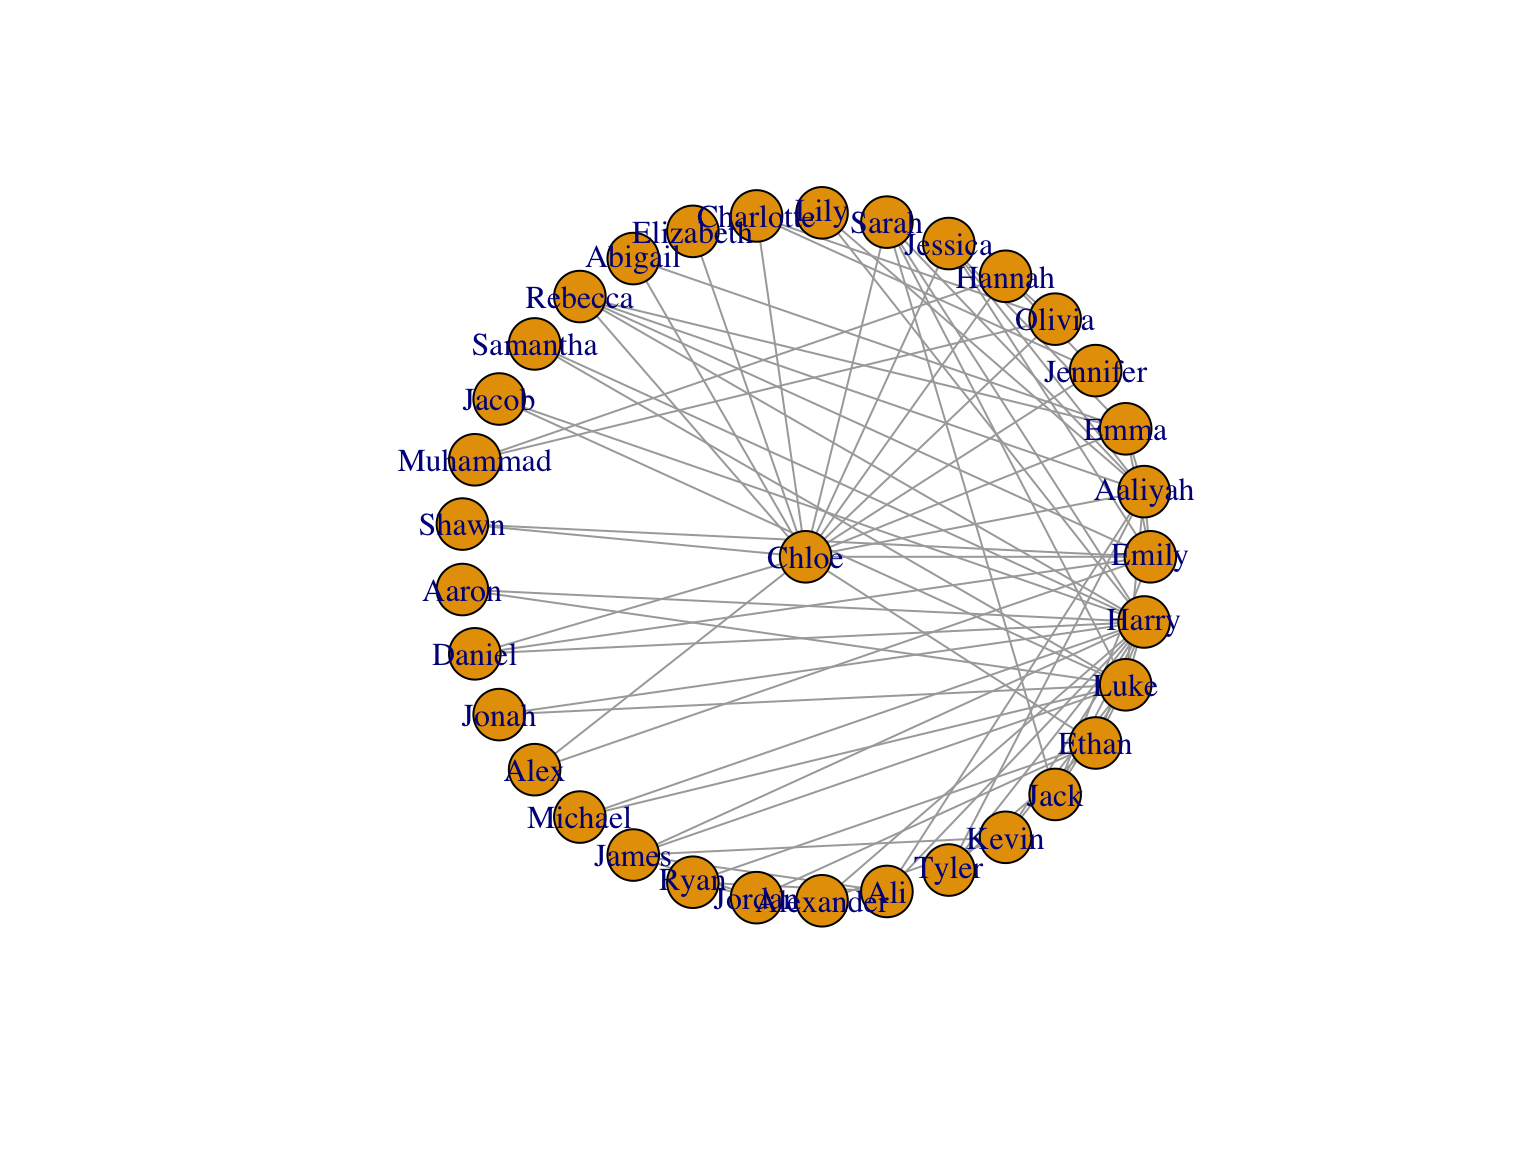 Lily
Charlotte
Sarah
Elizabeth
Jessica
Abigail
Hannah
Rebecca
Olivia
Samantha
Jennifer
Jacob
Emma
Muhammad
Aaliyah
Shawn
Chloe
Emily
Aaron
Harry
Daniel
Luke
Jonah
Ethan
Alex
Jack
Michael
Kevin
James
Tyler
Ryan
Ali
Jordan
Alexander